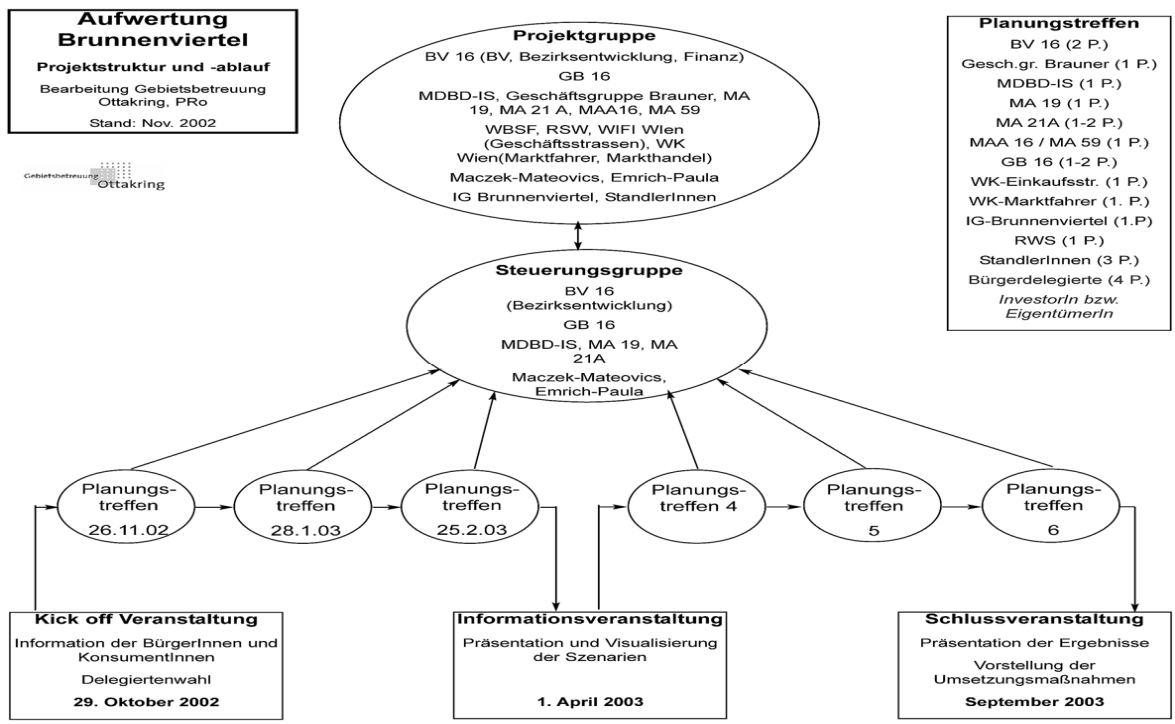 Aufwertung
Brunnenviertel
Projektstruktur und -ablauf
Bearbeitung Gebietsbetreuung
Ottakring, PRo
Stand: Nov. 2002
Gebietsbetreuung
Ottakring
Projektgruppe
BV 16 (BV, Bezirksentwicklung, Finanz)
GB 16
MDBD-IS, Geschäftsgruppe Brauner, MA
19, MA 21 A, MAA16, MA 59
WBSF, RSW, WIFI WIen
(Geschäftsstrassen), WK
Wien(Marktfahrer, Markthandel)
Maczek-Mateovics, Emrich-Paula
IG Brunnenviertel, StandlerInnen
Planungstreffen
BV 16 (2 P.)
Gesch.gr. Brauner (1 P.)
MDBD-IS (1 P.)
MA 19 (1 P.)
MA 21A (1-2 P.)
MAA 16 / MA 59 (1 P.)
GB 16 (1-2 P.)
WK-Einkaufsstr. (1 P.)
WK-Marktfahrer (1. P.)
IG-Brunnenviertel (1.P)
RWS (1 P.)
StandlerInnen (3 P.)
Bürgerdelegierte (4 P.)
InvestorIn bzw.
EigentümerIn
Steuerungsgruppe
BV 16
(Bezirksentwicklung)
GB 16
MDBD-IS, MA 19, MA
21A
Maczek-Mateovics,
Emrich-Paula
Planungs-
treffen
26.11.02
Planungs-
treffen
28.1.03
Planungs-
treffen
25.2.03
Planungs-
treffen 4
Planungs-
treffen
5
Planungs-
treffen
6
Kick off Veranstaltung
Information der BürgerInnen und
KonsumentInnen
Delegiertenwahl
29. Oktober 2002
Informationsveranstaltung
Präsentation und Visualisierung
der Szenarien
1. April 2003
Schlussveranstaltung
Präsentation der Ergebnisse
Vorstellung der
Umsetzungsmaßnahmen
September 2003